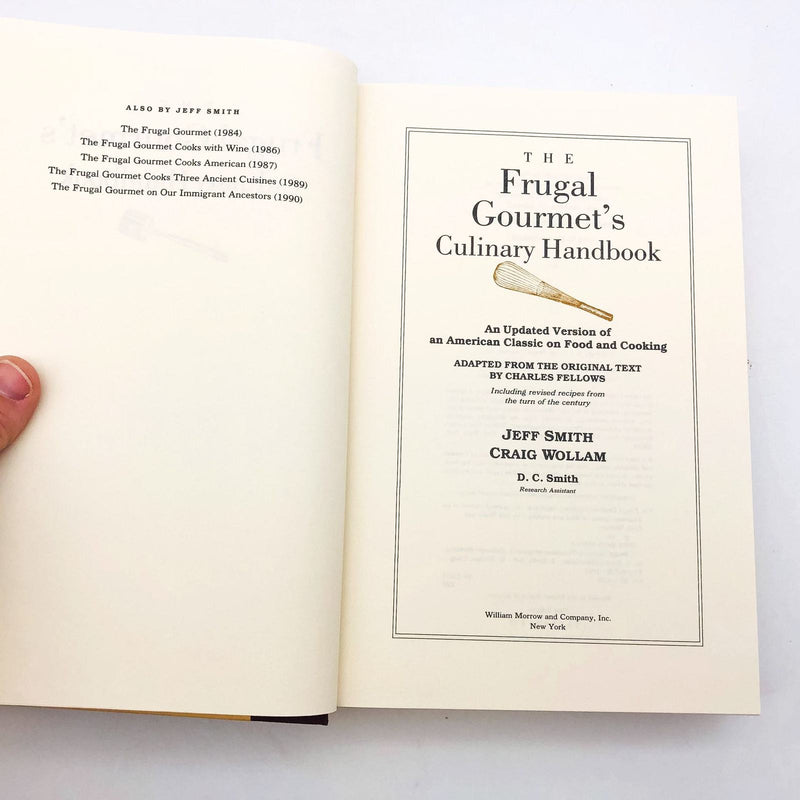 ALSO BY JEFF SMITH
The Frugal Gourmet (1984)
The Frugal Gourmet Cooks with Wine (1986)
The Frugal Gourmet Cooks American (1987)
The Frugal Gourmet Cooks Three Ancient Cuisines (1989)
The Frugal Gourmet on Our Immigrant Ancestors (1990)
THE
Frugal
Gourmet's
Culinary Handbook
An Updated Version of
an American Classic on Food and Cooking
ADAPTED FROM THE ORIGINAL TEXT
BY CHARLES FELLOWS
Including revised recipes from
the turn of the century
JEFF SMITH
CRAIG WOLLAM
D. C. Smith
Research Assistant
William Morrow and Company, Inc.
New York